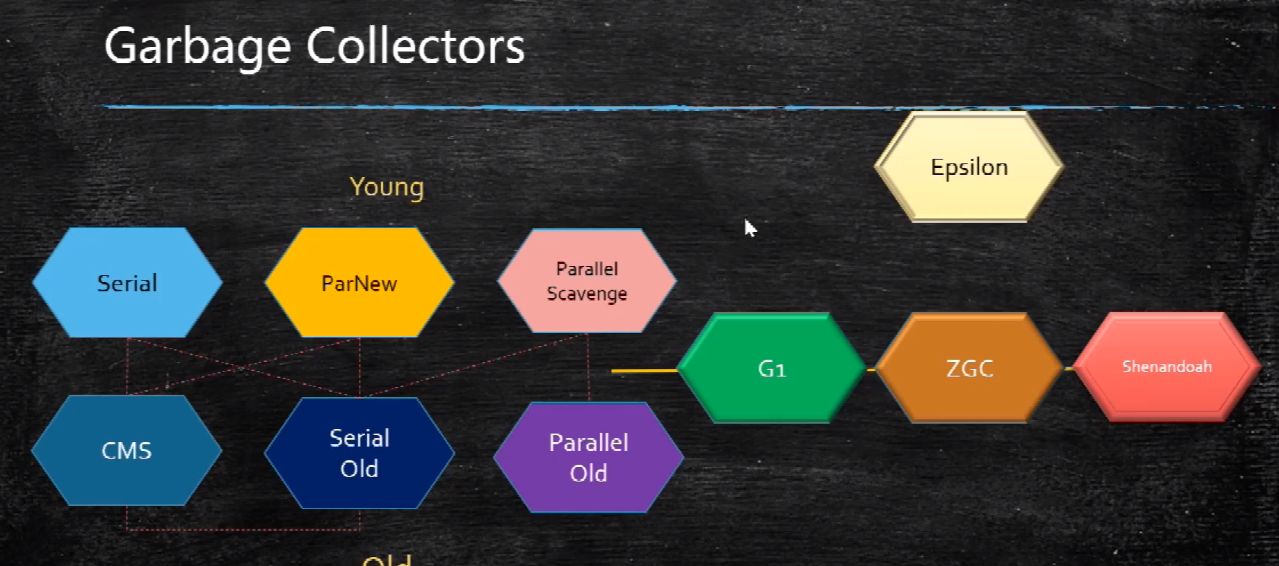 Garbage Collectors
Epsilon
Young
Serial
ParNew
Parallel
Scavenge
G1
ZGC
Shenandoah
CMS
Serial
Old
Parallel
Old
Old